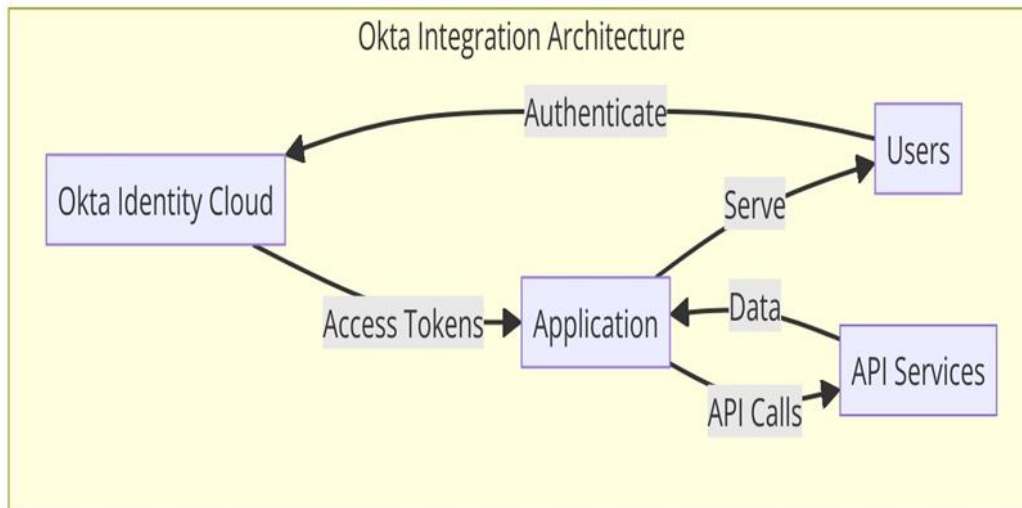 Okta Integration Architecture
Authenticate
Users
Okta Identity Cloud
Serve
Data
Access Tokens
Application
API Services
API Calls